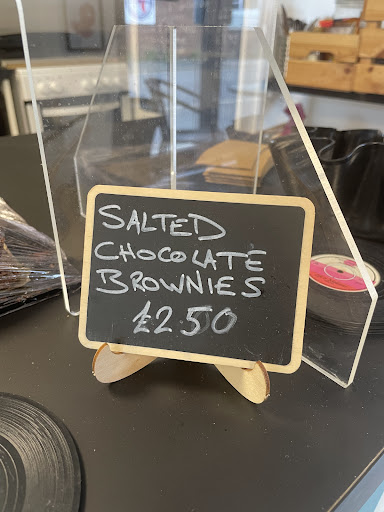 SALTED
CHOCOLATE
BROWNIES
£2.50